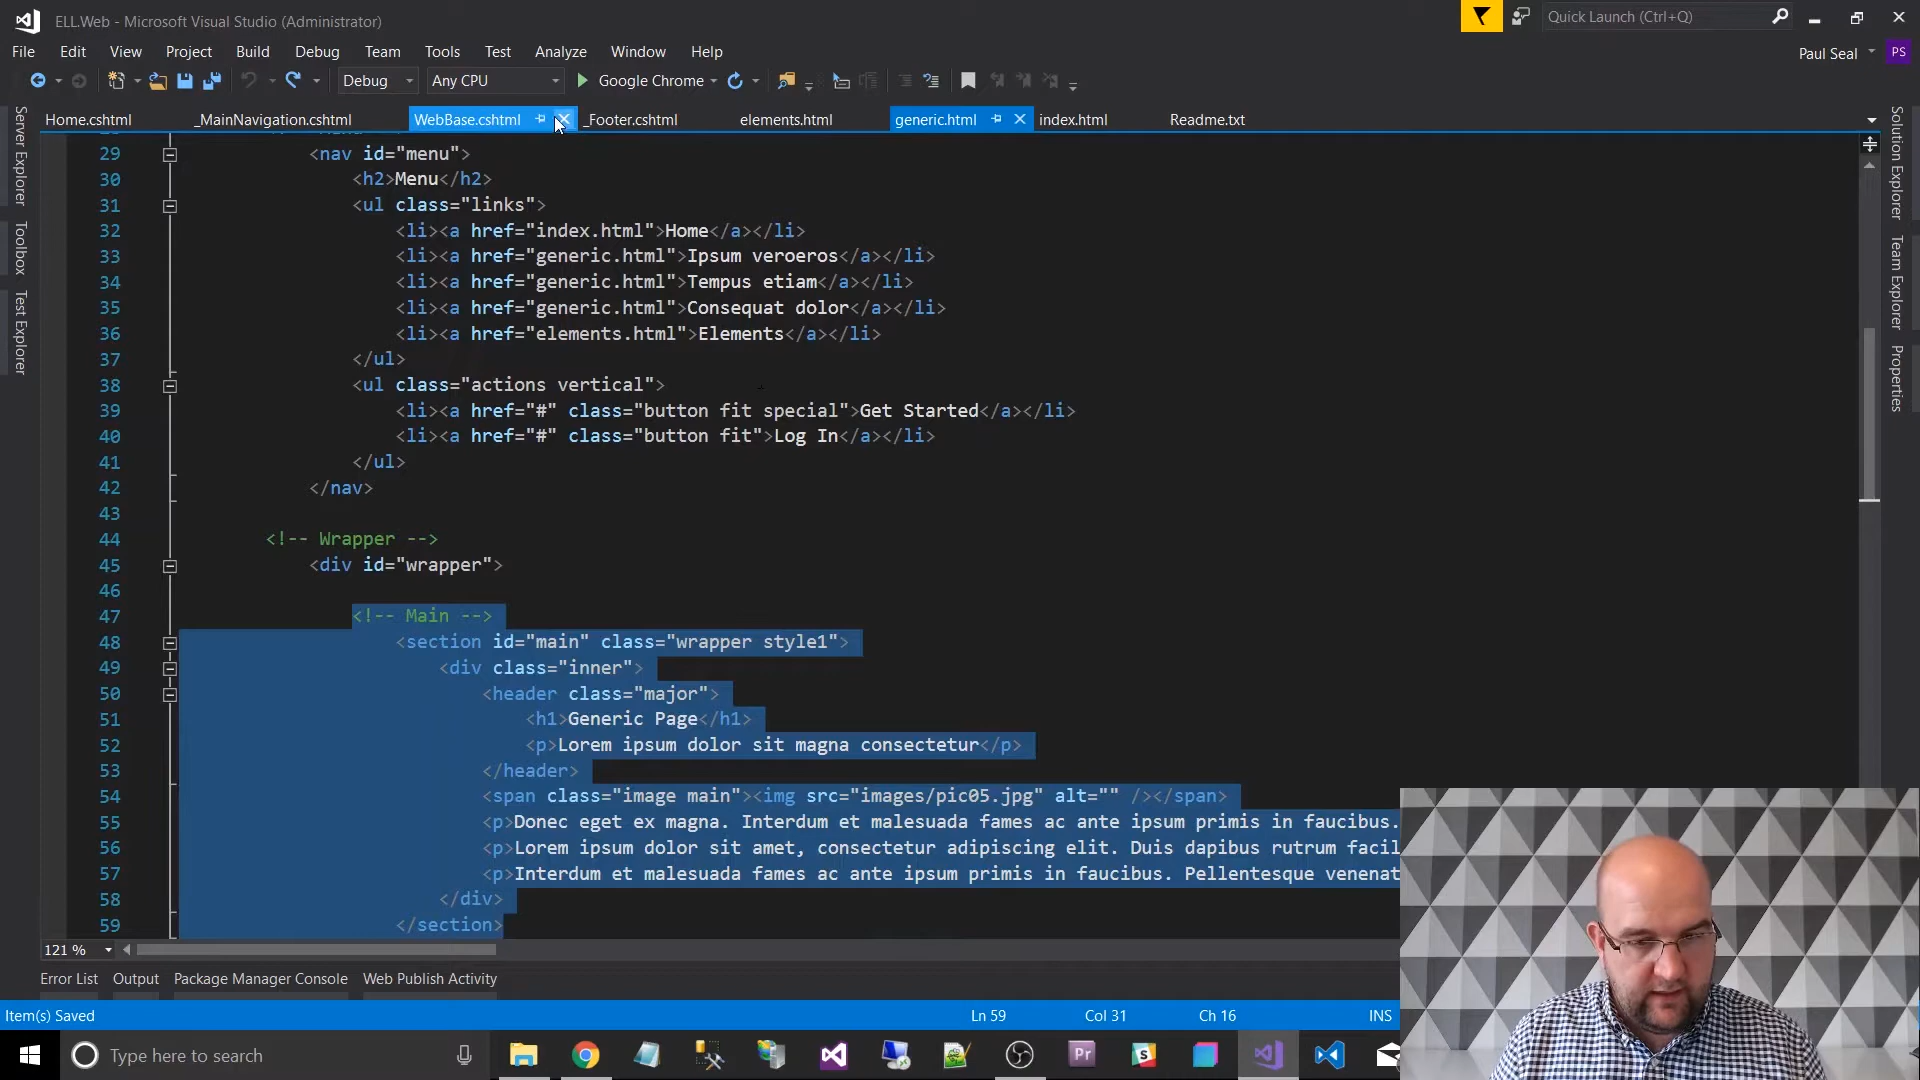 ELL.Web - Microsoft Visual Studio (Administrator)
Quick Launch (Ctrl+Q)
File Edit View Project Build Debug Team Tools Test Analyze Window Help
Paul Seal PS
Debug Any CPU Google Chrome
Home.cshtml _MainNavigation.cshtml WebBase.cshtml _Footer.cshtml elements.html generic.html index.html Readme.txt
Server Explorer
Toolbox
Test Explorer
Solution Explorer
Team Explorer
Properties
29 <nav id="menu">
30 <h2>Menu</h2>
31 <ul class="links">
32 <li><a href="index.html">Home</a></li>
33 <li><a href="generic.html">Ipsum veroeros</a></li>
34 <li><a href="generic.html">Tempus etiam</a></li>
35 <li><a href="generic.html">Consequat dolor</a></li>
36 <li><a href="elements.html">Elements</a></li>
37 </ul>
38 <ul class="actions vertical">
39 <li><a href="#" class="button fit special">Get Started</a></li>
40 <li><a href="#" class="button fit">Log In</a></li>
41 </ul>
42 </nav>
43
44 <!-- Wrapper -->
45 <div id="wrapper">
46
47 <!-- Main -->
48 <section id="main" class="wrapper style1">
49 <div class="inner">
50 <header class="major">
51 <h1>Generic Page</h1>
52 <p>Lorem ipsum dolor sit magna consectetur</p>
53 </header>
54 <span class="image main"><img src="images/pic05.jpg" alt="" /></span>
55 <p>Donec eget ex magna. Interdum et malesuada fames ac ante ipsum primis in faucibus.
56 <p>Lorem ipsum dolor sit amet, consectetur adipiscing elit. Duis dapibus rutrum facil
57 <p>Interdum et malesuada fames ac ante ipsum primis in faucibus. Pellentesque venenat
58 </div>
59 </section>
121 %
Error List Output Package Manager Console Web Publish Activity
Item(s) Saved Ln 59 Col 31 Ch 16 INS
Type here to search
Pr